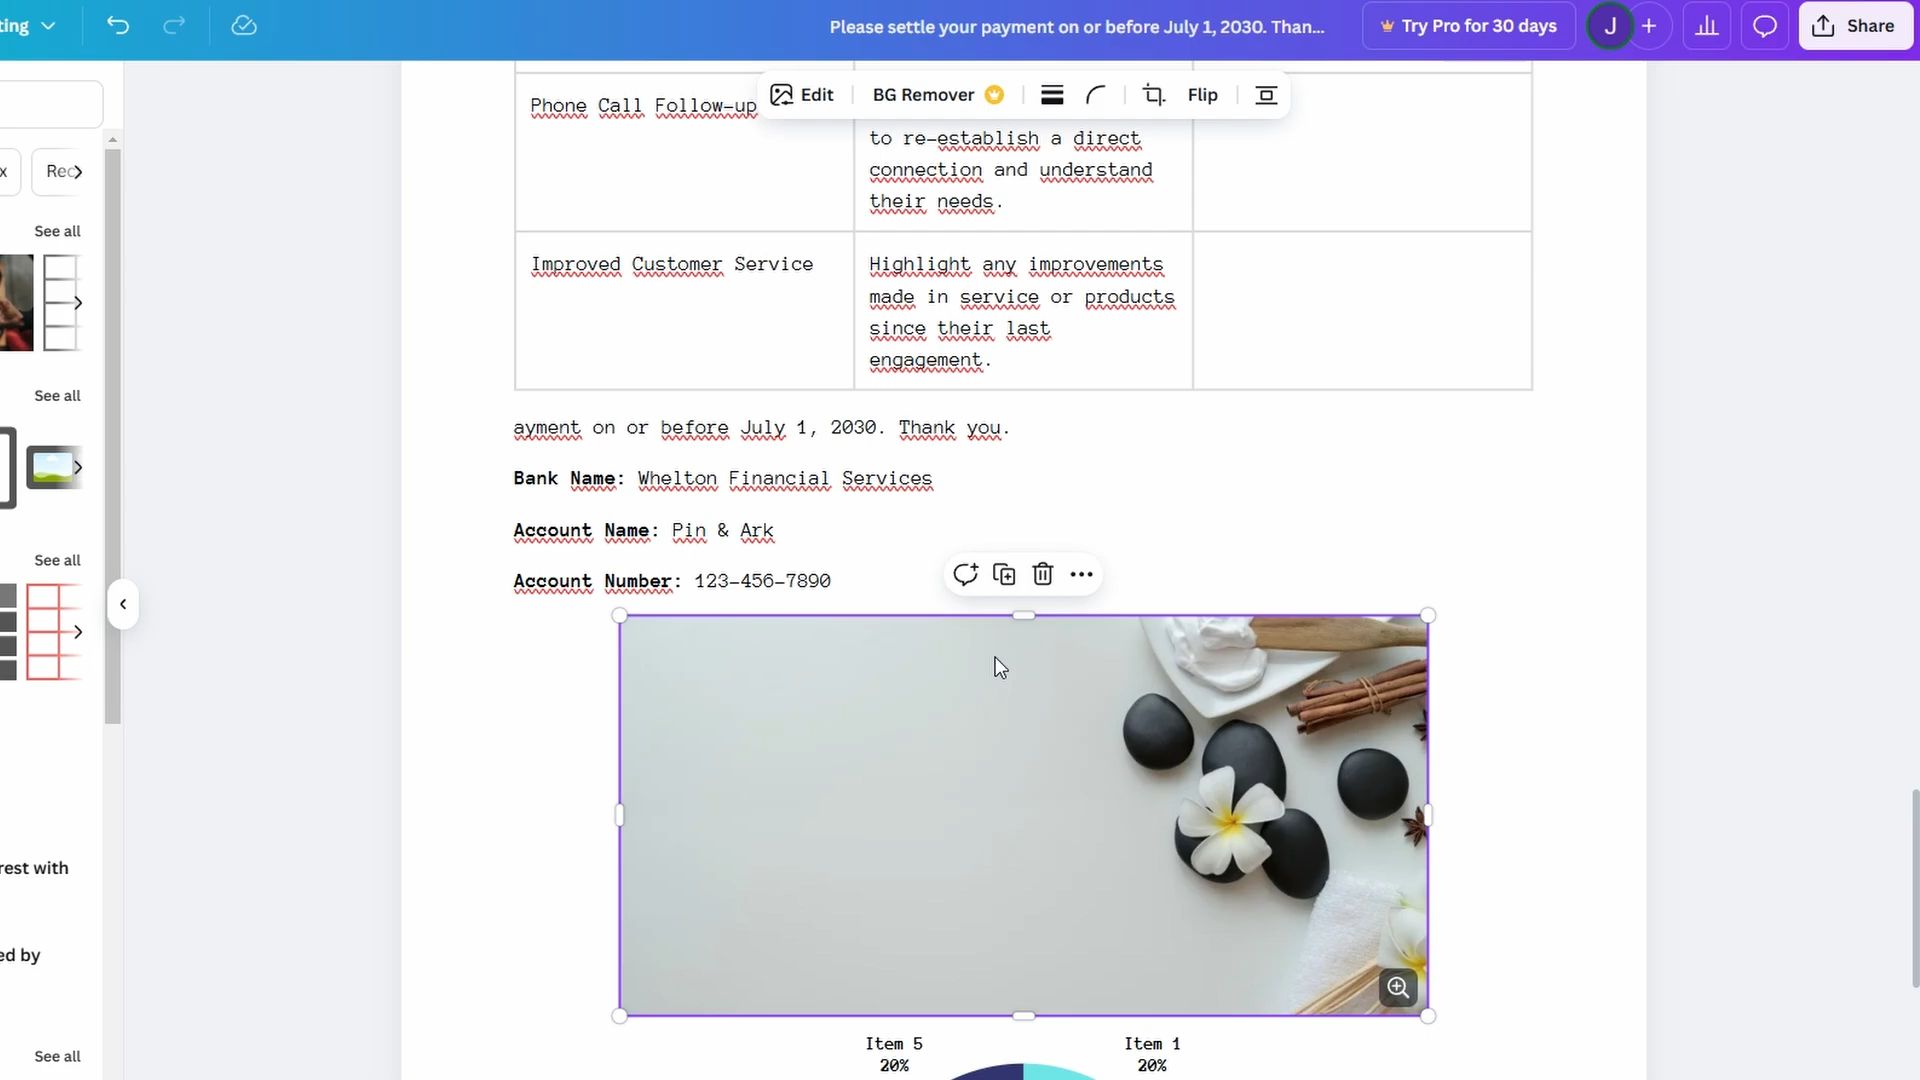 ting
Please settle your payment on or before July 1, 2030. Than...
Try Pro for 30 days
J
Share
Edit
BG Remover
Flip
x
Rec
See all
See all
See all
rest with
ed by
See all
Phone Call Follow-up
to re-establish a direct
connection and understand
their needs.
Improved Customer Service
Highlight any improvements
made in service or products
since their last
engagement.
ayment on or before July 1, 2030. Thank you.
Bank Name: Whelton Financial Services
Account Name: Pin & Ark
Account Number: 123-456-7890
Item 5
20%
Item 1
20%